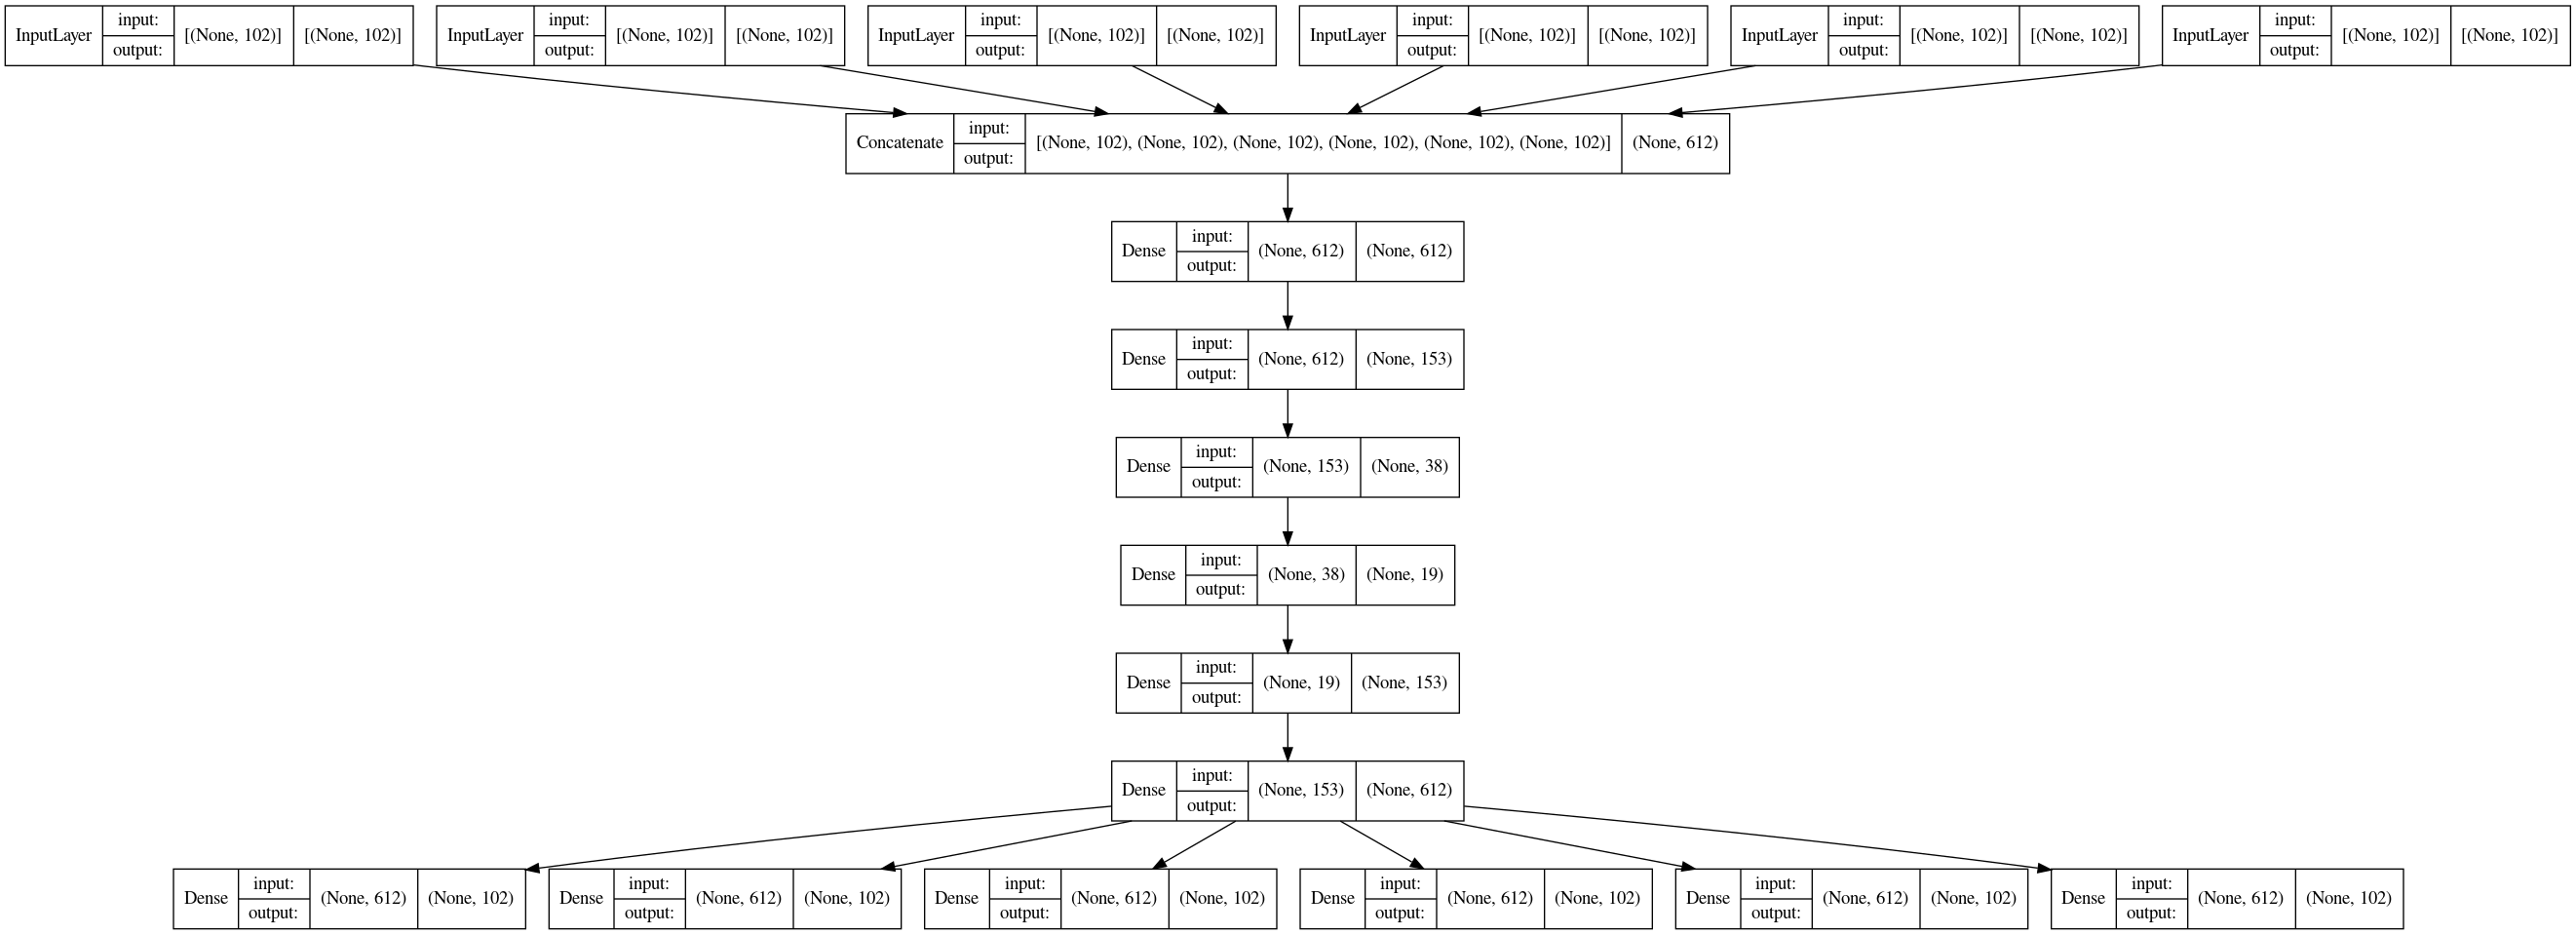 InputLayer input: output: [(None, 102)] [(None, 102)]
InputLayer input: output: [(None, 102)] [(None, 102)]
InputLayer input: output: [(None, 102)] [(None, 102)]
InputLayer input: output: [(None, 102)] [(None, 102)]
InputLayer input: output: [(None, 102)] [(None, 102)]
InputLayer input: output: [(None, 102)] [(None, 102)]
Concatenate input: output: [(None, 102), (None, 102), (None, 102), (None, 102), (None, 102), (None, 102)] (None, 612)
Dense input: output: (None, 612) (None, 612)
Dense input: output: (None, 612) (None, 153)
Dense input: output: (None, 153) (None, 38)
Dense input: output: (None, 38) (None, 19)
Dense input: output: (None, 19) (None, 153)
Dense input: output: (None, 153) (None, 612)
Dense input: output: (None, 612) (None, 102)
Dense input: output: (None, 612) (None, 102)
Dense input: output: (None, 612) (None, 102)
Dense input: output: (None, 612) (None, 102)
Dense input: output: (None, 612) (None, 102)
Dense input: output: (None, 612) (None, 102)